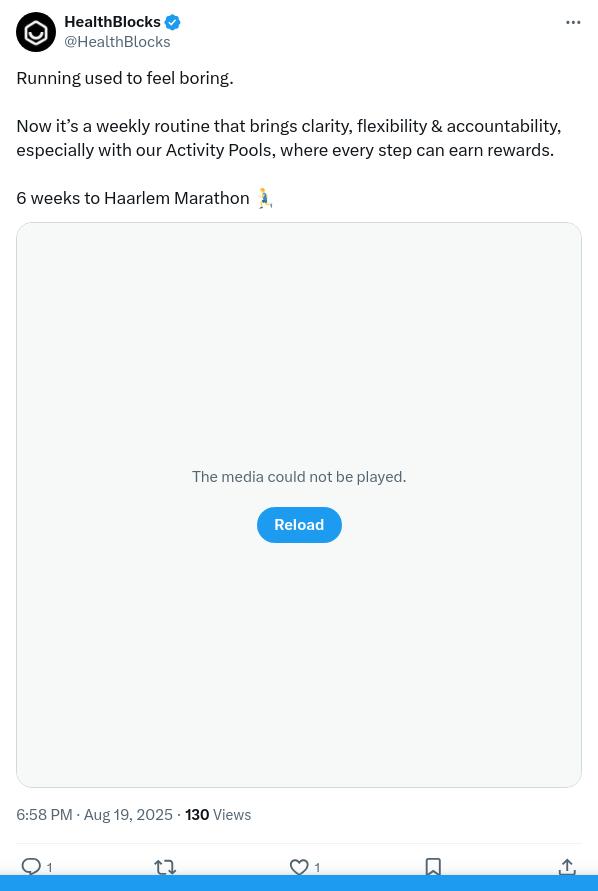 HealthBlocks
@HealthBlocks
Running used to feel boring.
Now it’s a weekly routine that brings clarity, flexibility & accountability,
especially with our Activity Pools, where every step can earn rewards.
6 weeks to Haarlem Marathon 🏃
The media could not be played.
Reload
6:58 PM · Aug 19, 2025 · 130 Views
1 1